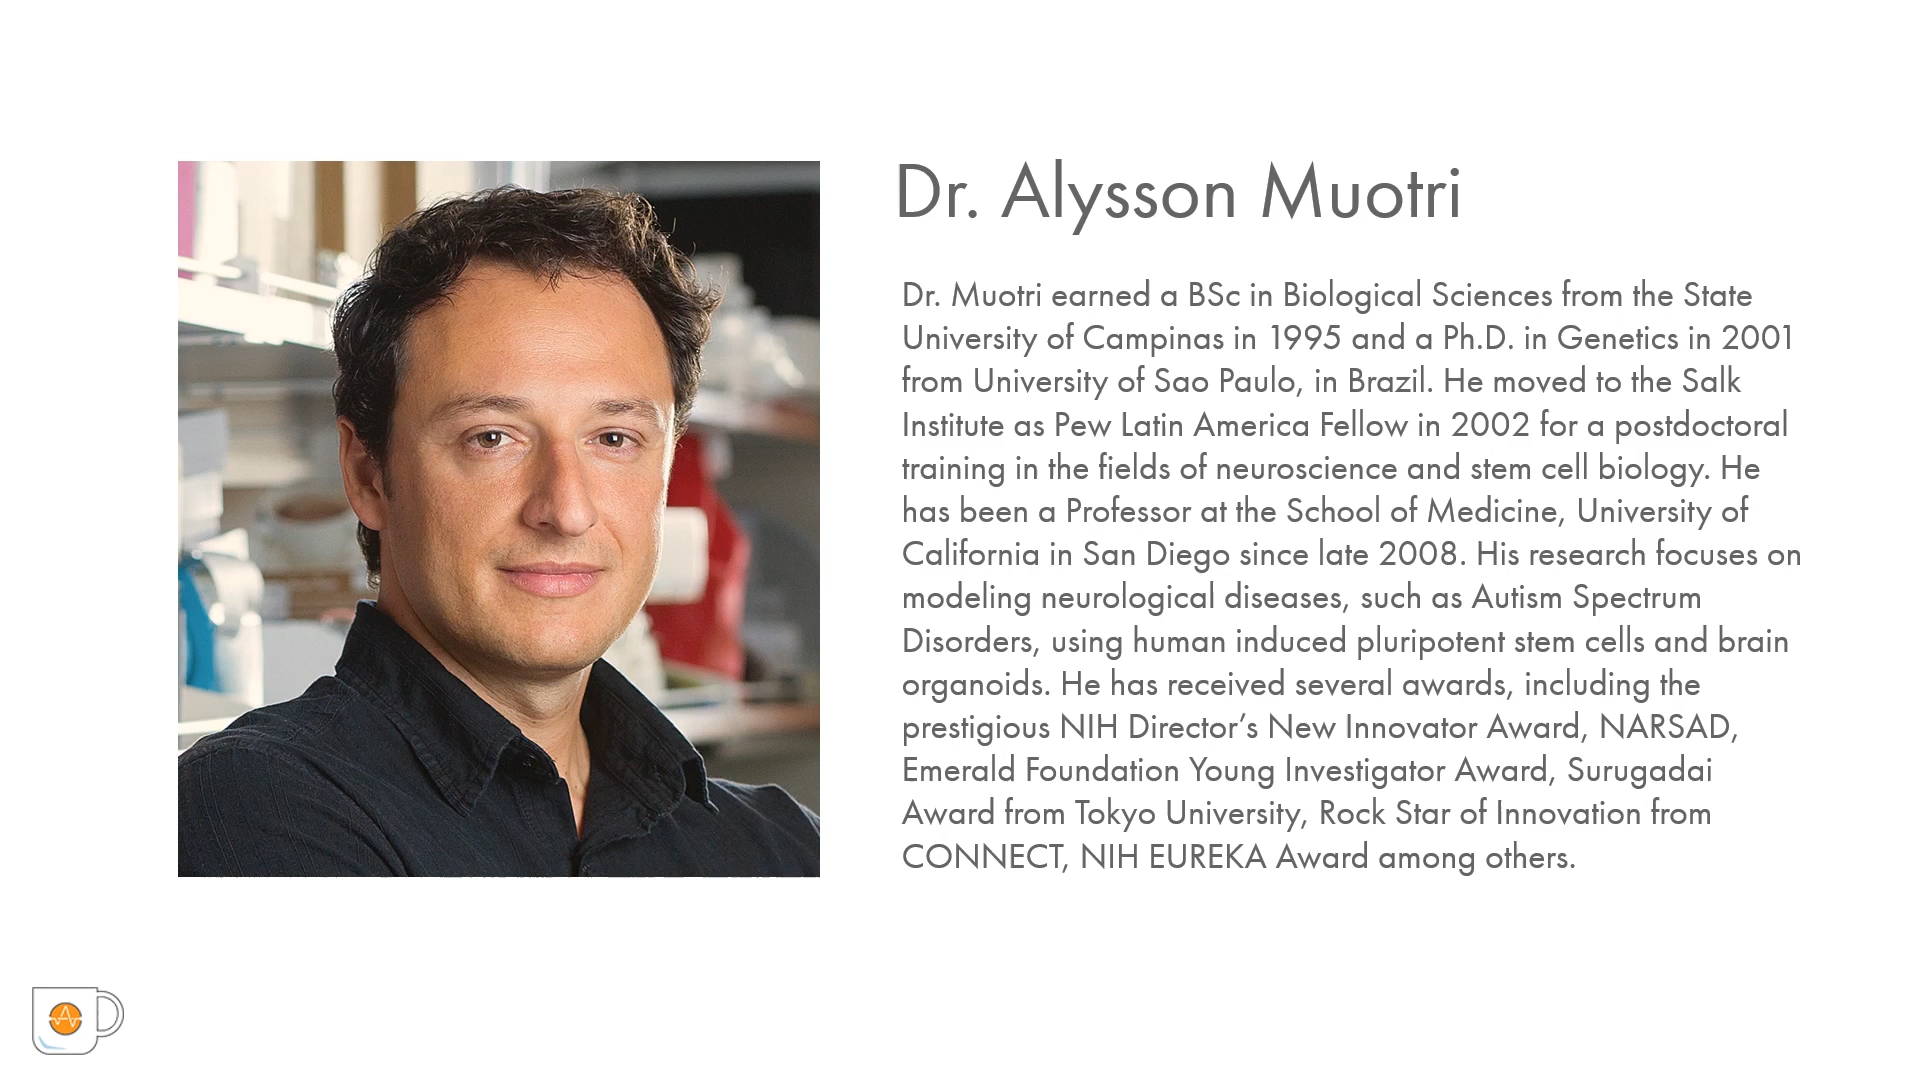 Dr. Alysson Muotri
Dr. Muotri earned a BSc in Biological Sciences from the State
University of Campinas in 1995 and a Ph.D. in Genetics in 2001
from University of Sao Paulo, in Brazil. He moved to the Salk
Institute as Pew Latin America Fellow in 2002 for a postdoctoral
training in the fields of neuroscience and stem cell biology. He
has been a Professor at the School of Medicine, University of
California in San Diego since late 2008. His research focuses on
modeling neurological diseases, such as Autism Spectrum
Disorders, using human induced pluripotent stem cells and brain
organoids. He has received several awards, including the
prestigious NIH Director’s New Innovator Award, NARSAD,
Emerald Foundation Young Investigator Award, Surugadai
Award from Tokyo University, Rock Star of Innovation from
CONNECT, NIH EUREKA Award among others.